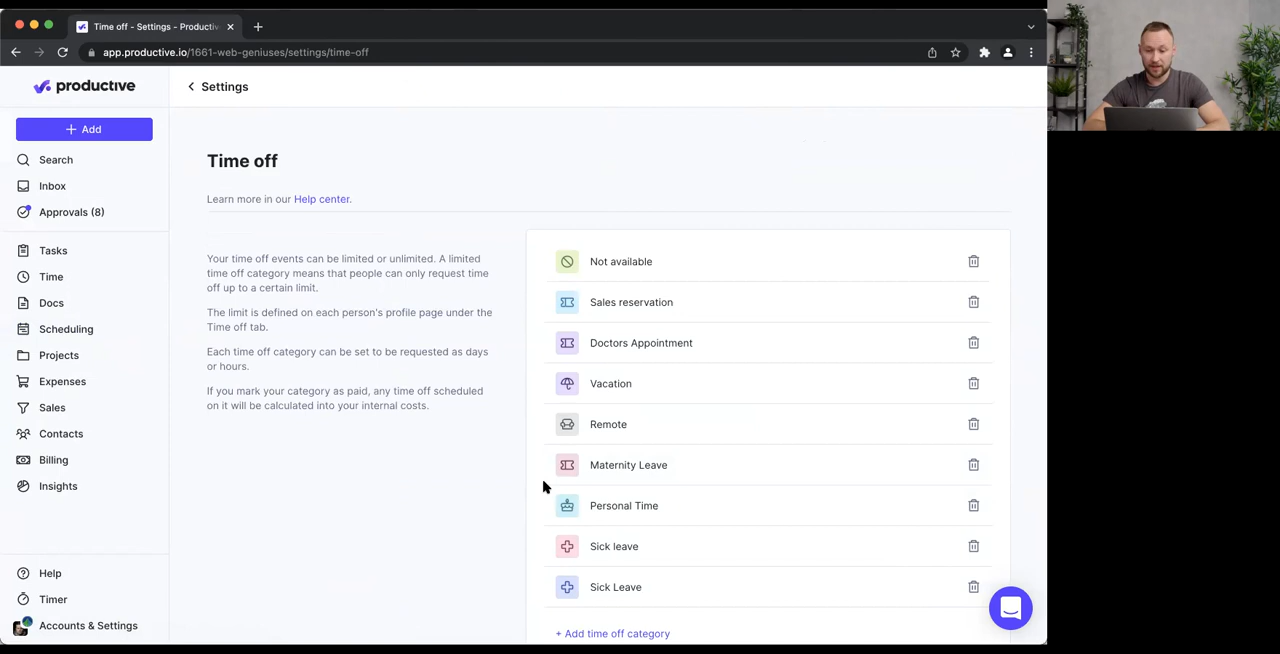 Time off - Settings - Productiv
app.productive.io/1661-web-geniuses/settings/time-off
productive
Settings
+ Add
Search
Inbox
Approvals (8)
Tasks
Time
Docs
Scheduling
Projects
Expenses
Sales
Contacts
Billing
Insights
Help
Timer
Accounts & Settings
Time off
Learn more in our Help center.
Your time off events can be limited or unlimited. A limited
time off category means that people can only request time
off up to a certain limit.
The limit is defined on each person's profile page under the
Time off tab.
Each time off category can be set to be requested as days
or hours.
If you mark your category as paid, any time off scheduled
on it will be calculated into your internal costs.
Not available
Sales reservation
Doctors Appointment
Vacation
Remote
Maternity Leave
Personal Time
Sick leave
Sick Leave
+ Add time off category